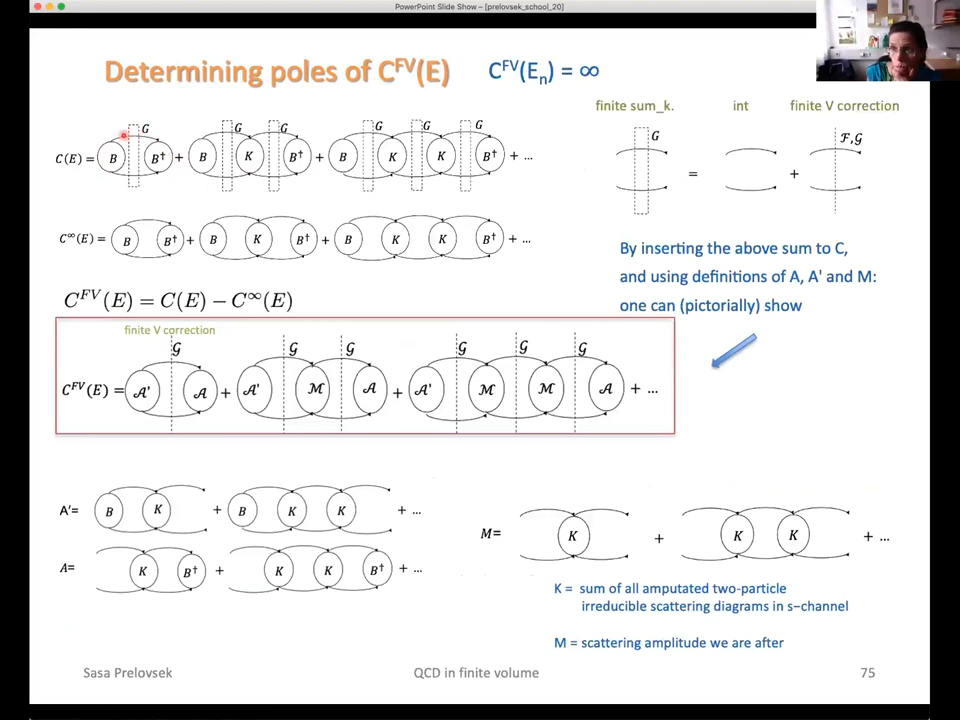 PowerPoint Slide Show – [prelovsek_school_20]
Determining poles of C^FV(E) C^FV(E_n) = ∞
finite sum_k. int finite V correction
G G G G G G G ℱ,𝒢
C(E) = B B† + B K B† + B K K B† + ...
= +
C^∞(E) = B B† + B K B† + B K K B† + ...
By inserting the above sum to C,
and using definitions of A, A' and M:
one can (pictorially) show
C^FV(E) = C(E) − C^∞(E)
finite V correction
𝒢 𝒢 𝒢 𝒢 𝒢 𝒢
C^FV(E) = 𝒜' 𝒜 + 𝒜' ℳ 𝒜 + 𝒜' ℳ ℳ 𝒜 + ...
A'= B K + B K K + ...
M= K + K K + ...
A= K B† + K K B† + ...
K = sum of all amputated two-particle
irreducible scattering diagrams in s−channel
M = scattering amplitude we are after
Sasa Prelovsek QCD in finite volume 75